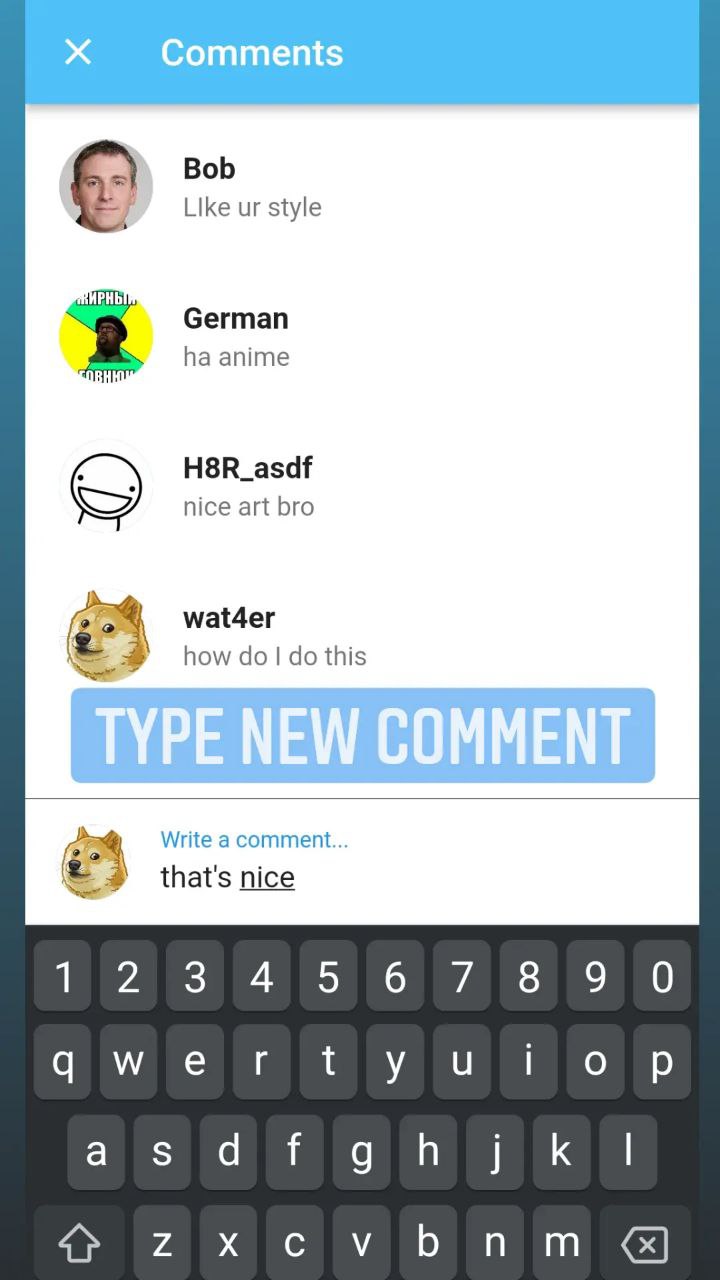 Comments
Bob
LIke ur style
ЖИРНЫЙ
German
ha anime
H8R_asdf
nice art bro
wat4er
how do I do this
TYPE NEW COMMENT
Write a comment...
that's nice
1 2 3 4 5 6 7 8 9 0
q w e r t y u i o p
a s d f g h j k l
z x c v b n m